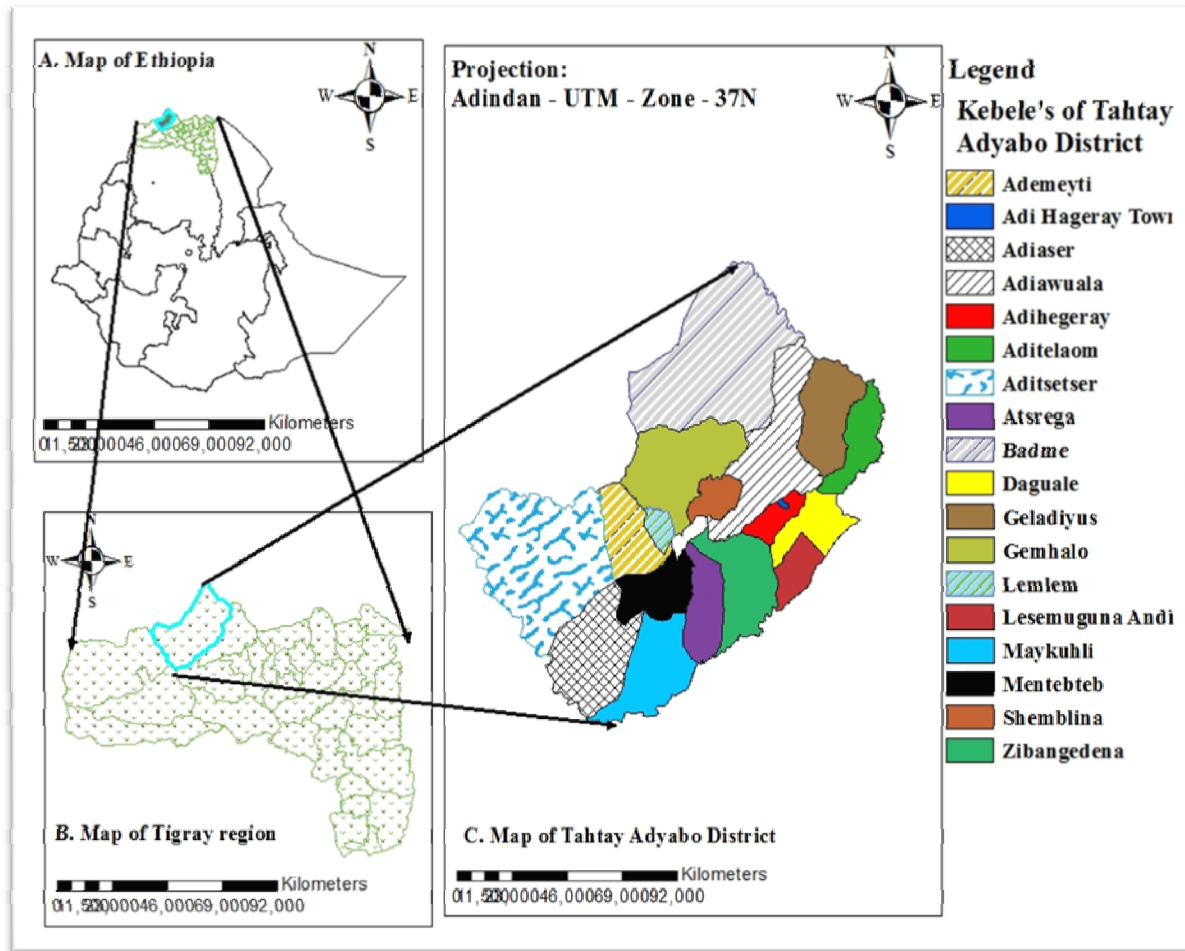 A. Map of Ethiopia
N
W
E
S
Kilometers
B. Map of Tigray region
N
W
E
S
Kilometers
Projection:
Adindan - UTM - Zone - 37N
N
W
E
S
C. Map of Tahtay Adyabo District
Kilometers
Legend
Kebele's of Tahtay
Adyabo District
Ademeyti
Adi Hageray Town
Adiaser
Adiawuala
Adihegeray
Aditelaom
Aditsetser
Atsrega
Badme
Daguale
Geladiyus
Gemhalo
Lemlem
Lesemuguna Andi
Maykuhli
Mentebteb
Shemblina
Zibangedena